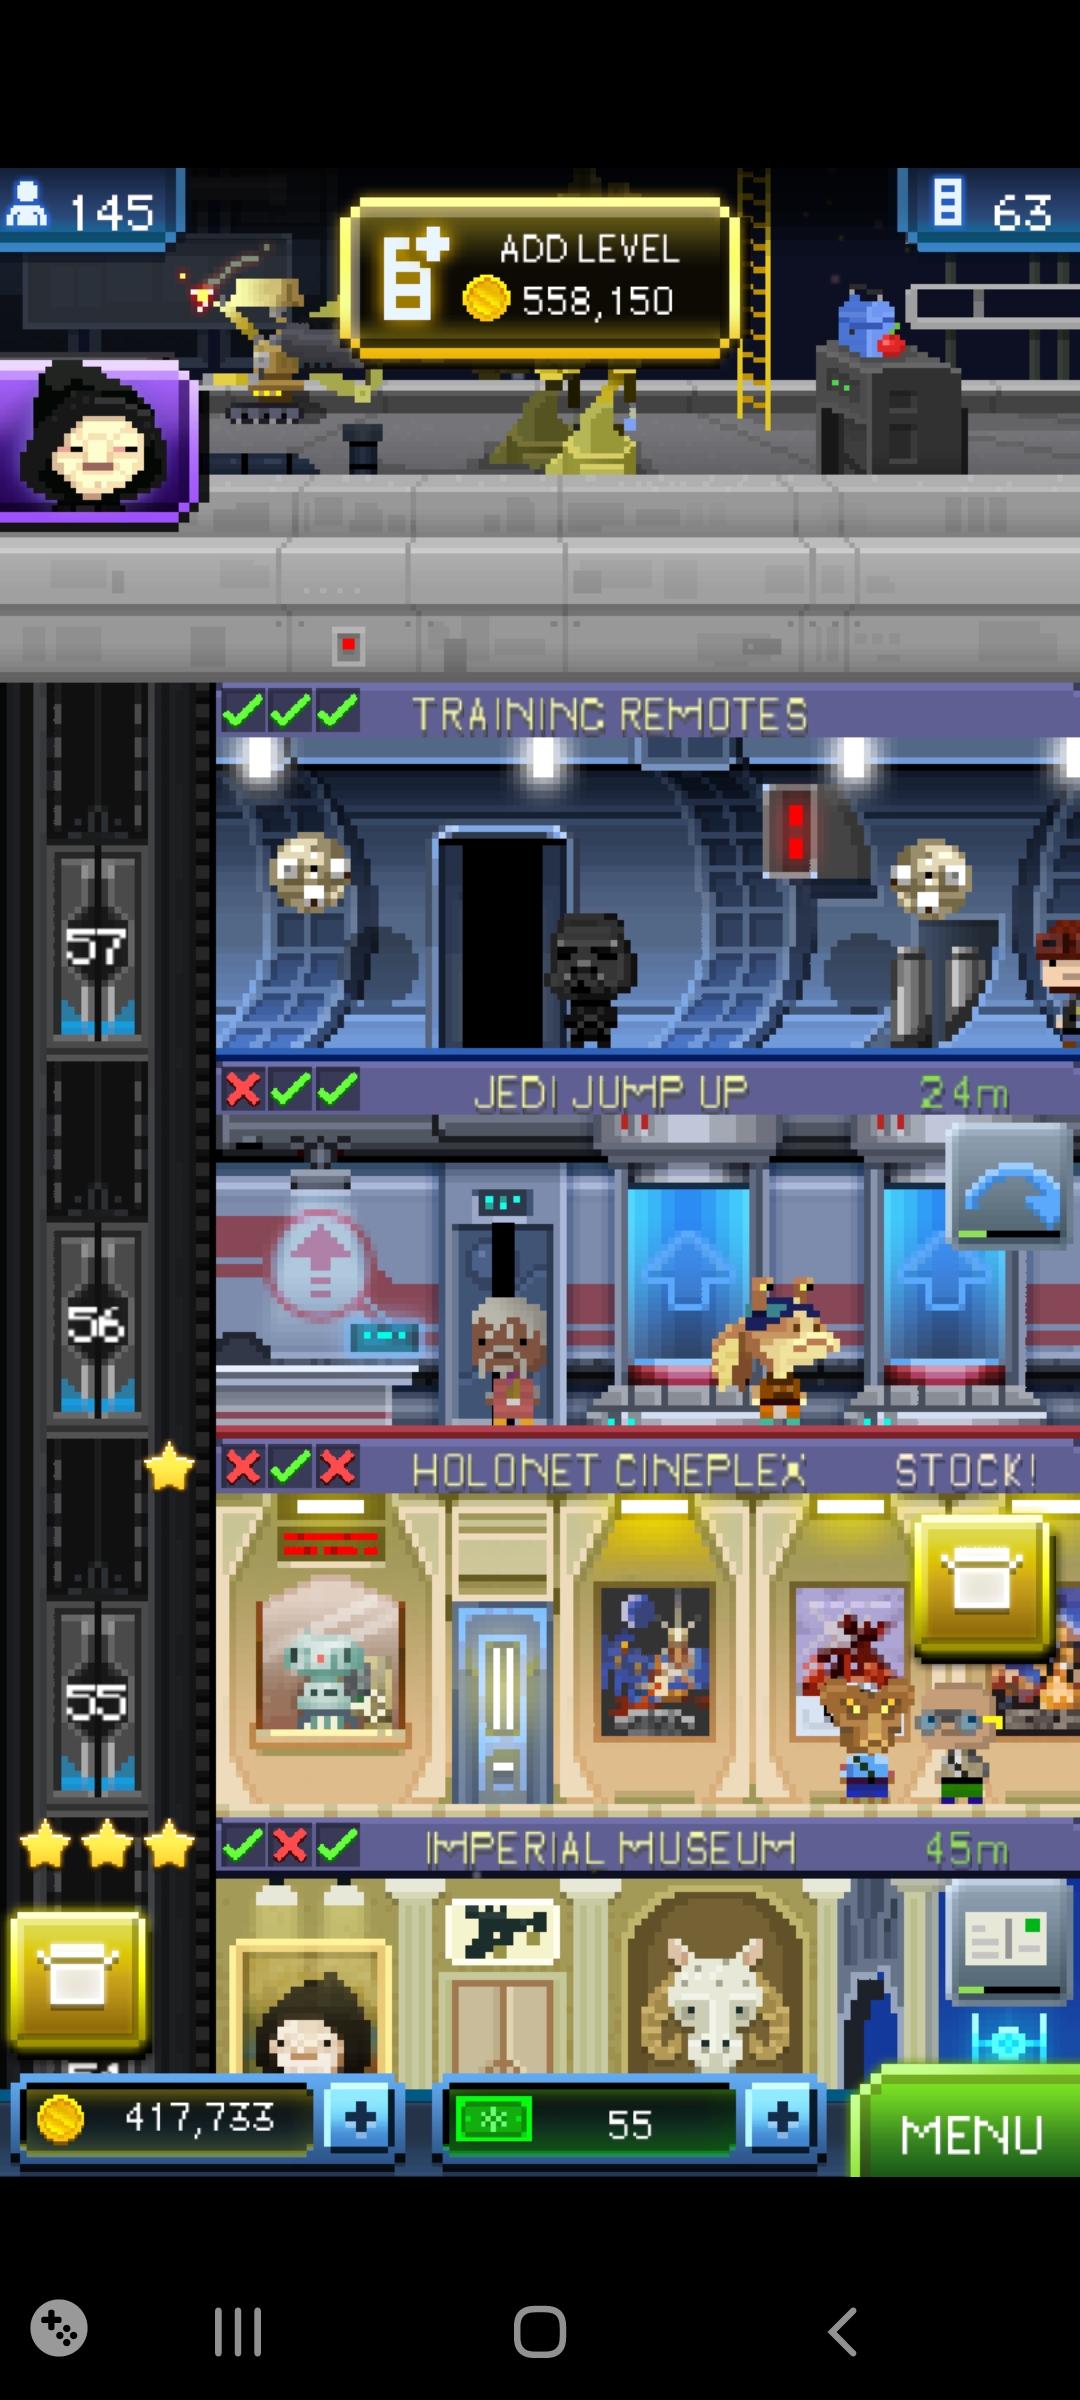 145
ADD LEVEL
558,150
63
TRAINING REMOTES
57
JEDI JUMP UP 24m
56
HOLONET CINEPLEX STOCK!
55
IMPERIAL MUSEUM 45m
417,733
55
MENU